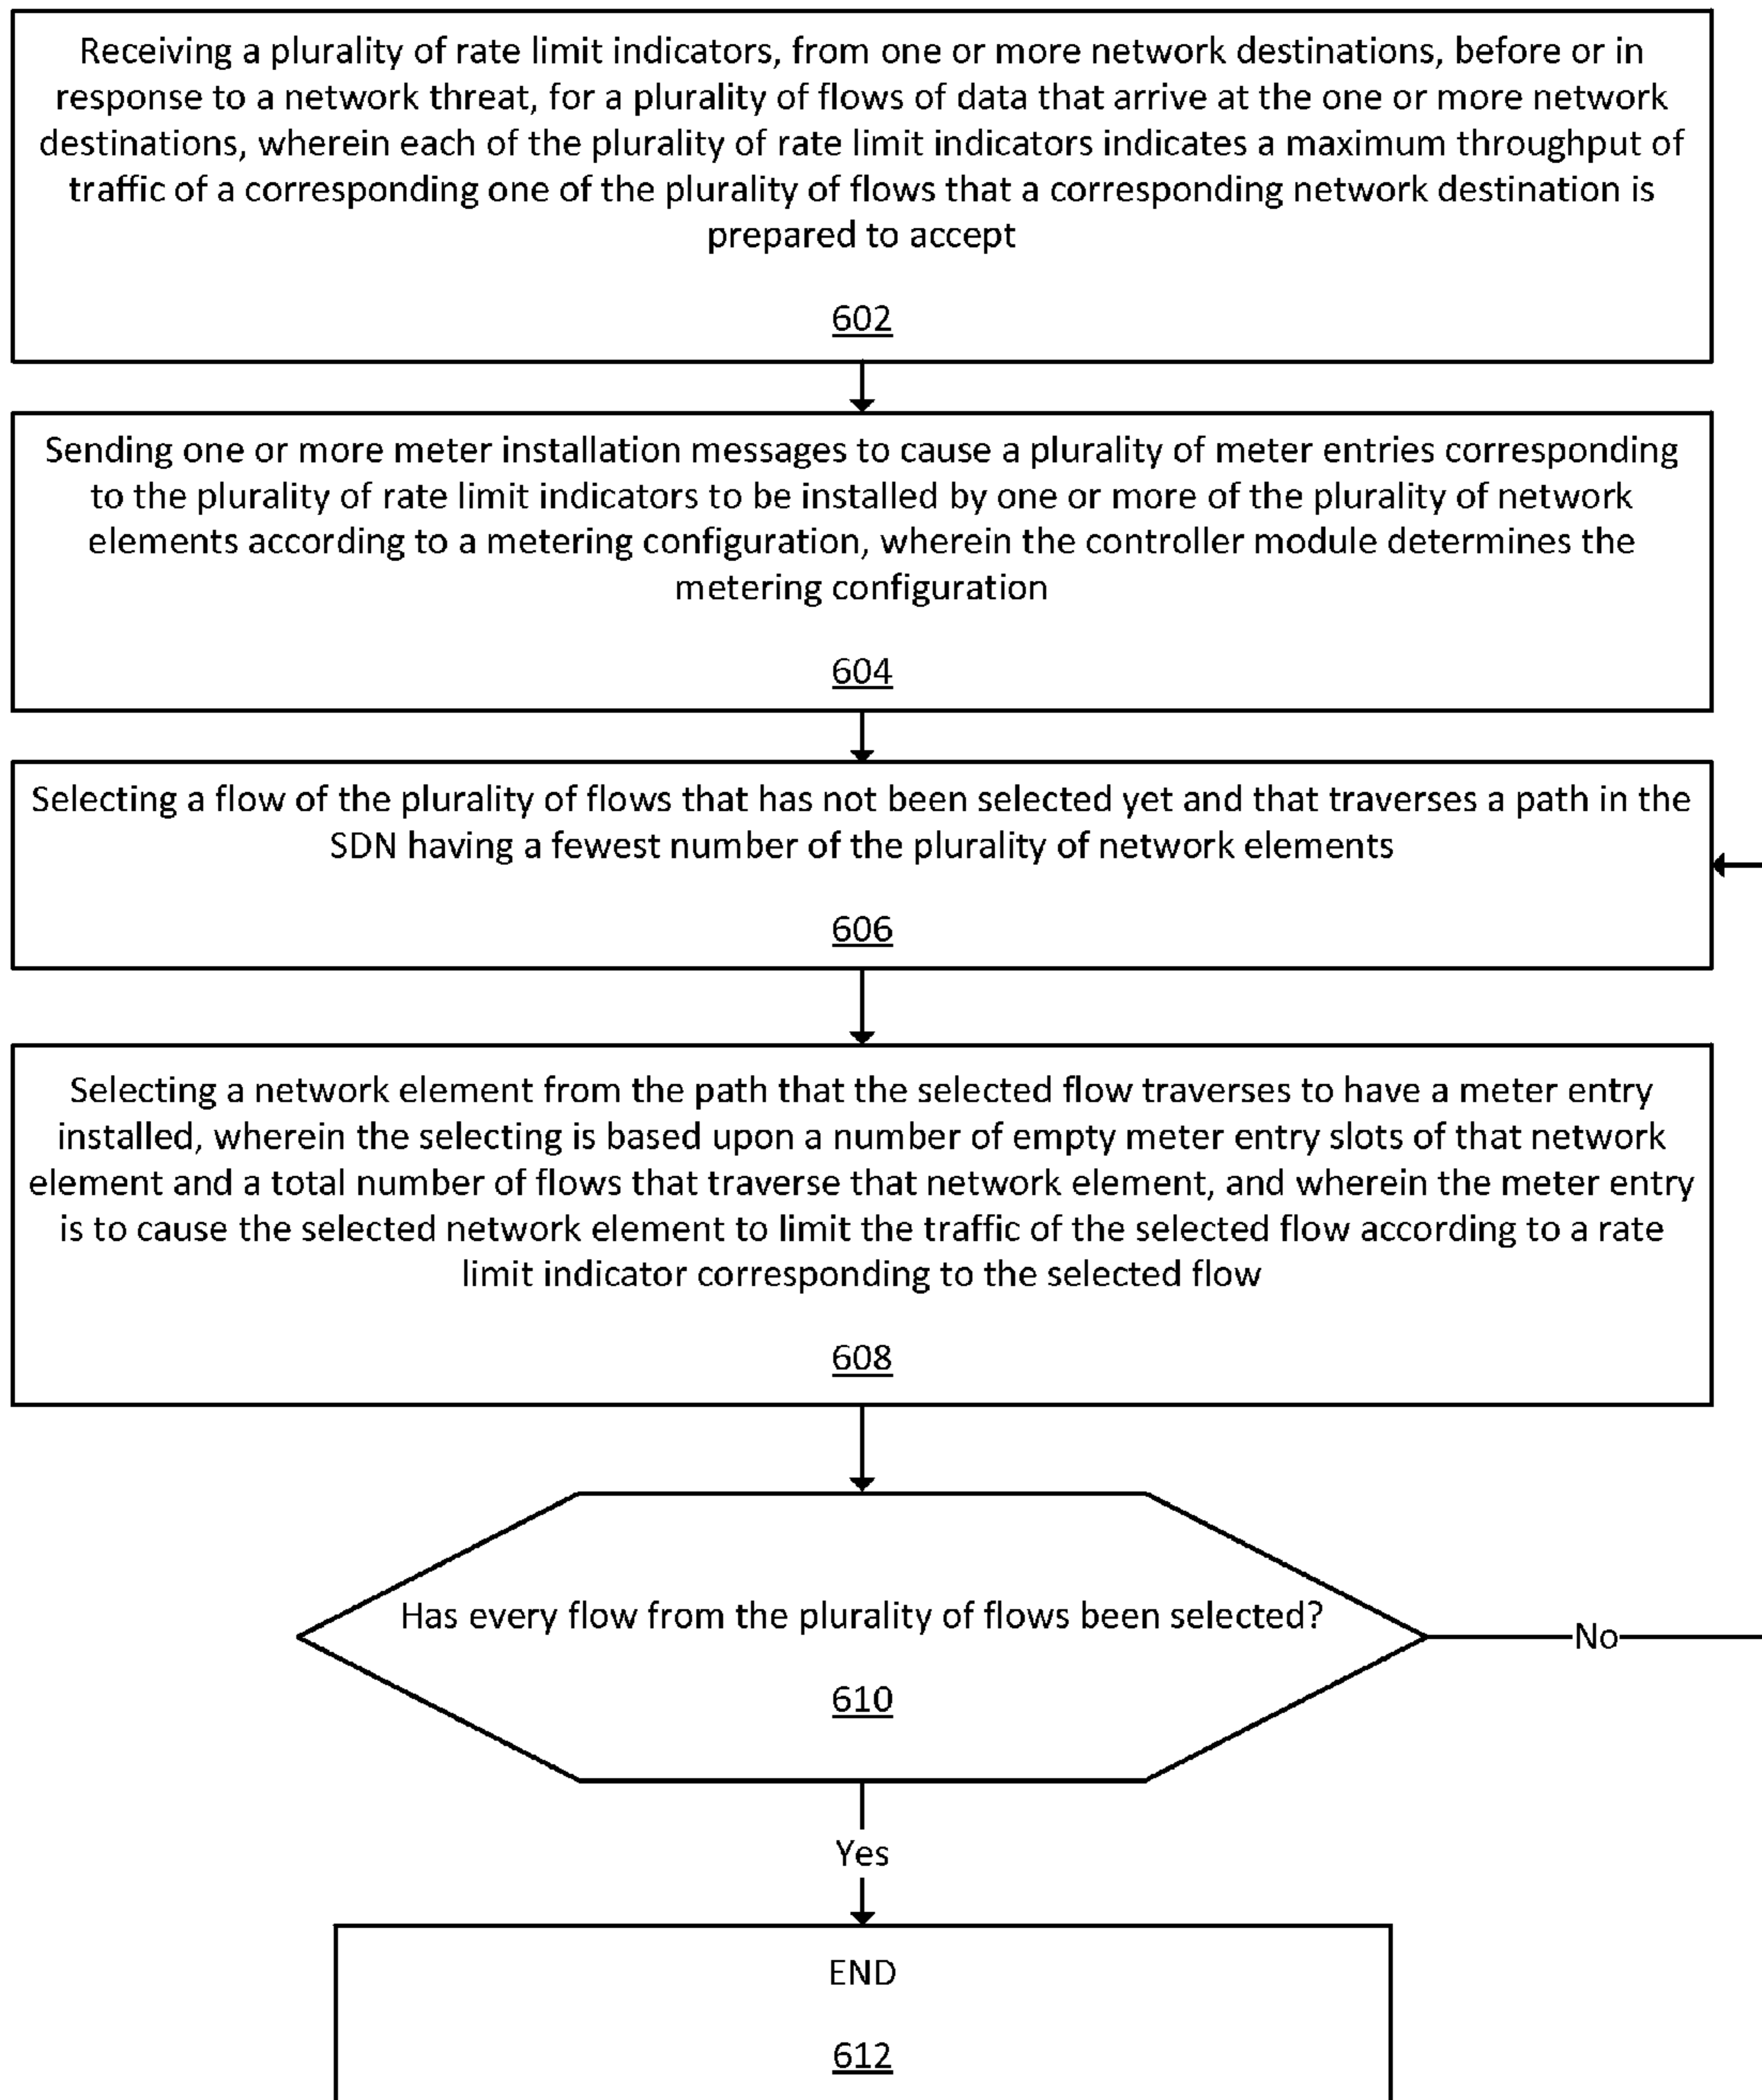 Receiving a plurality of rate limit indicators, from one or more network destinations, before or in
response to a network threat, for a plurality of flows of data that arrive at the one or more network
destinations, wherein each of the plurality of rate limit indicators indicates a maximum throughput of
traffic of a corresponding one of the plurality of flows that a corresponding network destination is
prepared to accept
602
Sending one or more meter installation messages to cause a plurality of meter entries corresponding
to the plurality of rate limit indicators to be installed by one or more of the plurality of network
elements according to a metering configuration, wherein the controller module determines the
metering configuration
604
Selecting a flow of the plurality of flows that has not been selected yet and that traverses a path in the
SDN having a fewest number of the plurality of network elements
606
Selecting a network element from the path that the selected flow traverses to have a meter entry
installed, wherein the selecting is based upon a number of empty meter entry slots of that network
element and a total number of flows that traverse that network element, and wherein the meter entry
is to cause the selected network element to limit the traffic of the selected flow according to a rate
limit indicator corresponding to the selected flow
608
Has every flow from the plurality of flows been selected?
610
No
Yes
END
612